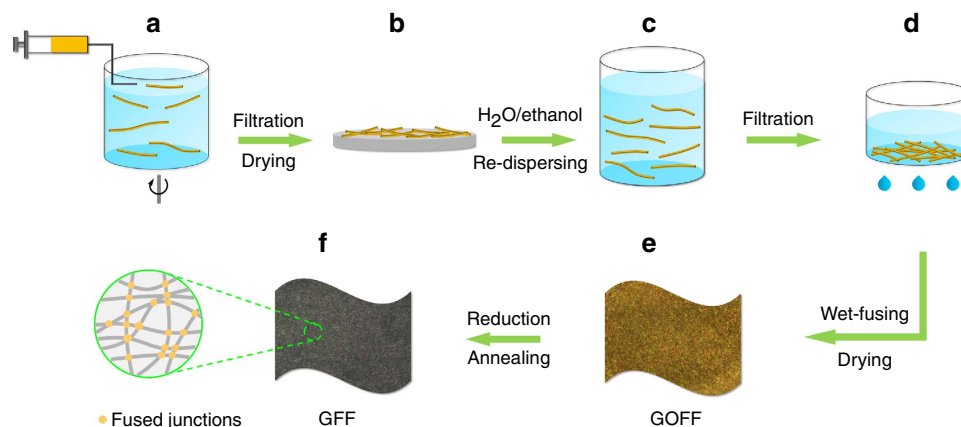 a
b
c
d
Filtration
Drying
H₂O/ethanol
Re-dispersing
Filtration
f
e
Reduction
Annealing
Wet-fusing
Drying
Fused junctions
GFF
GOFF